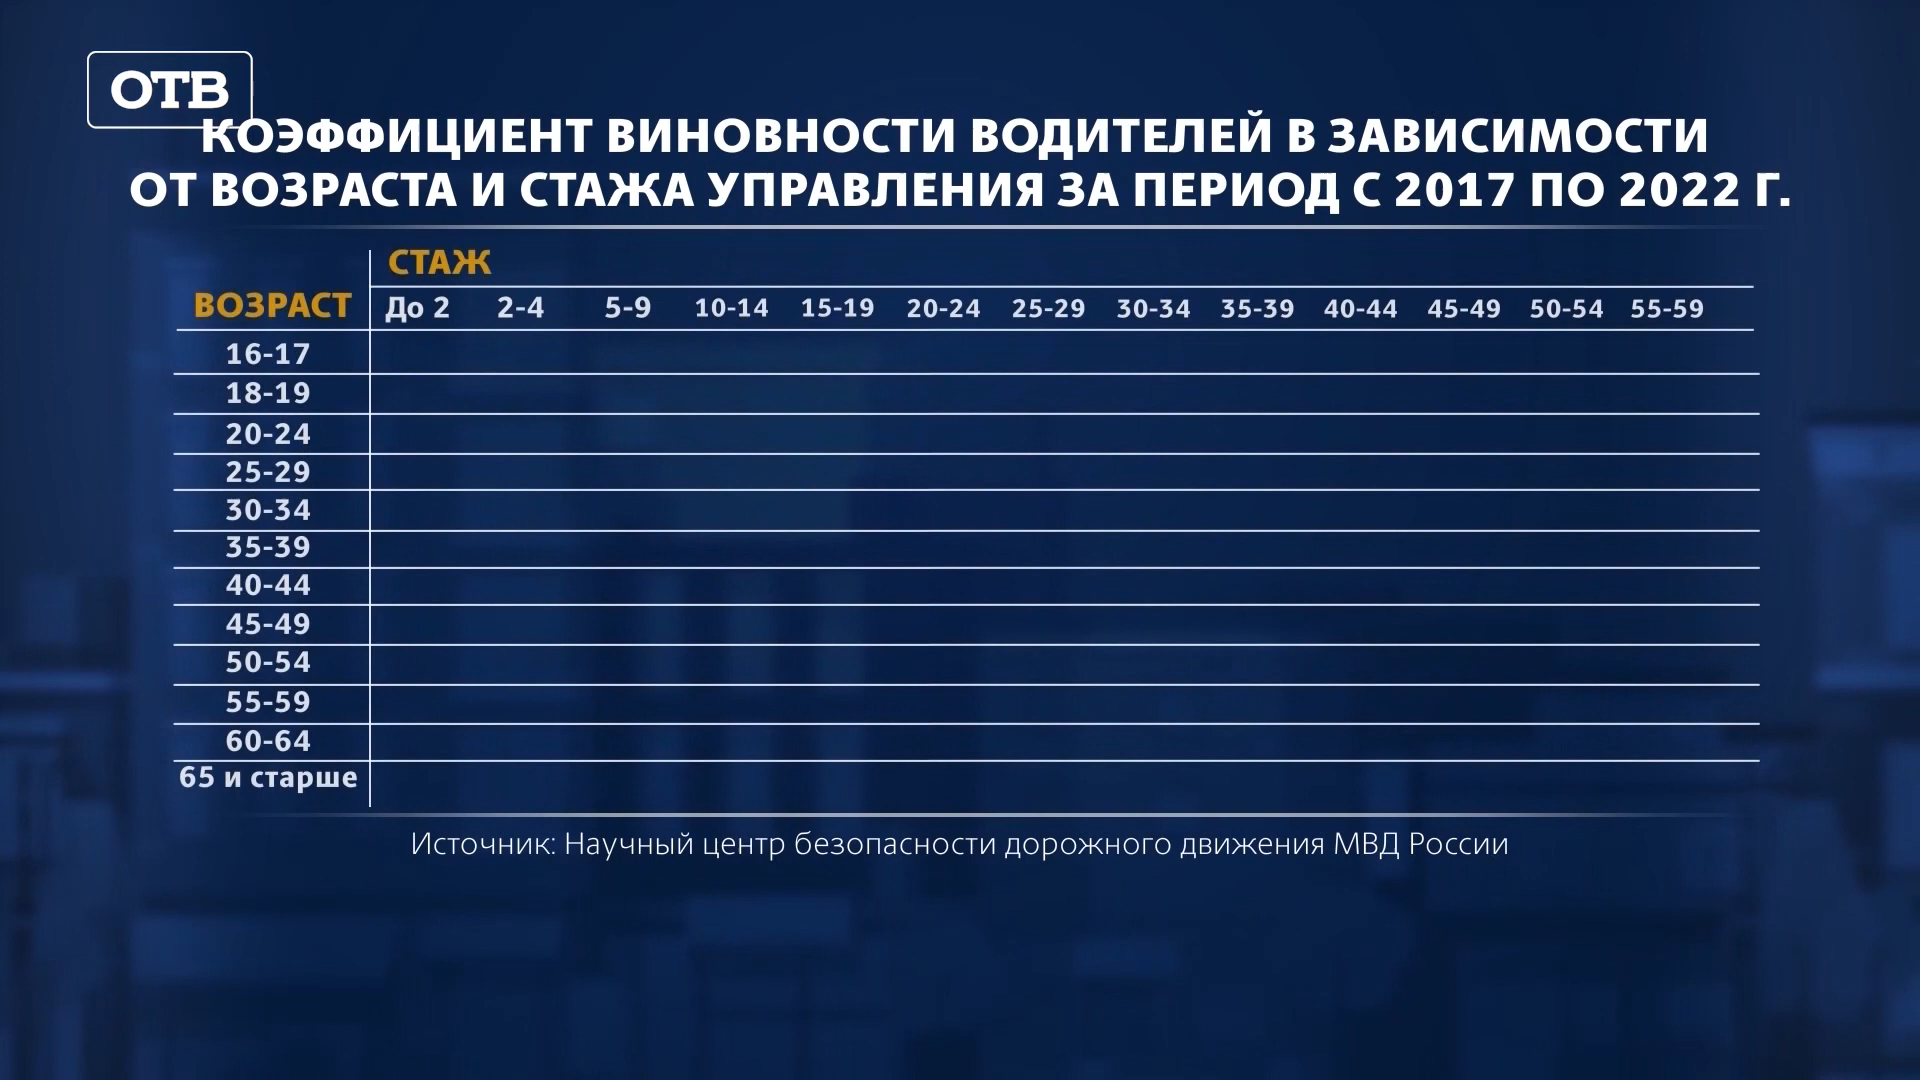 ОТВ
КОЭФФИЦИЕНТ ВИНОВНОСТИ ВОДИТЕЛЕЙ В ЗАВИСИМОСТИ
ОТ ВОЗРАСТА И СТАЖА УПРАВЛЕНИЯ ЗА ПЕРИОД С 2017 ПО 2022 Г.
СТАЖ
ВОЗРАСТ До 2 2-4 5-9 10-14 15-19 20-24 25-29 30-34 35-39 40-44 45-49 50-54 55-59
16-17
18-19
20-24
25-29
30-34
35-39
40-44
45-49
50-54
55-59
60-64
65 и старше
Источник: Научный центр безопасности дорожного движения МВД России